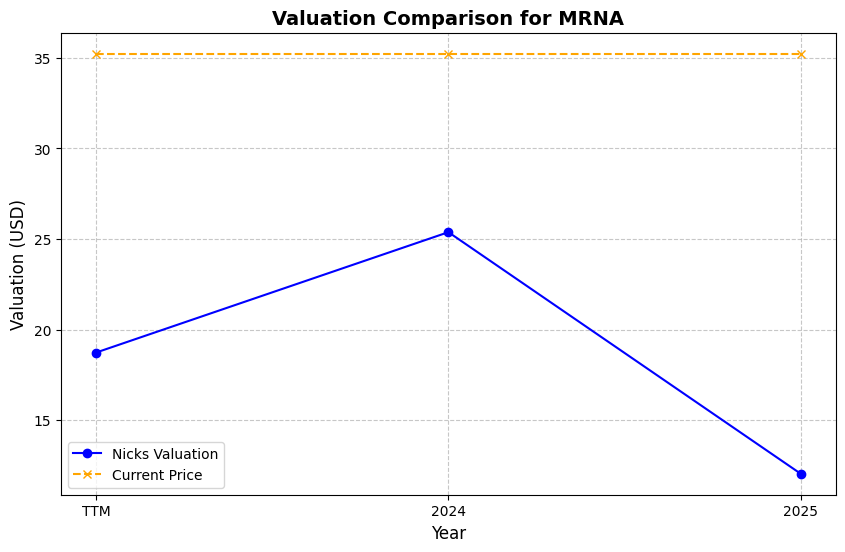 Valuation Comparison for MRNA
Valuation (USD)
35
30
25
20
15
Nicks Valuation
Current Price
TTM
2024
2025
Year